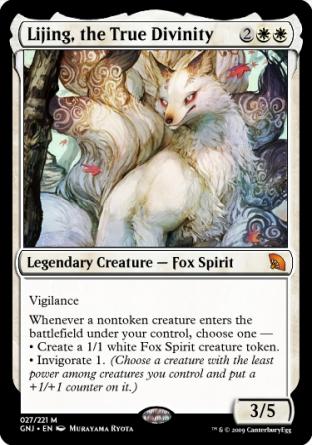 Lijing, the True Divinity 2
Legendary Creature — Fox Spirit
Vigilance
Whenever a nontoken creature enters the
battlefield under your control, choose one —
• Create a 1/1 white Fox Spirit creature token.
• Invigorate 1. (Choose a creature with the least
power among creatures you control and put a
+1/+1 counter on it.)
3/5
027/221 M
GNJ • EN Murayama Ryota
™ & © 2019 CanterburyEgg